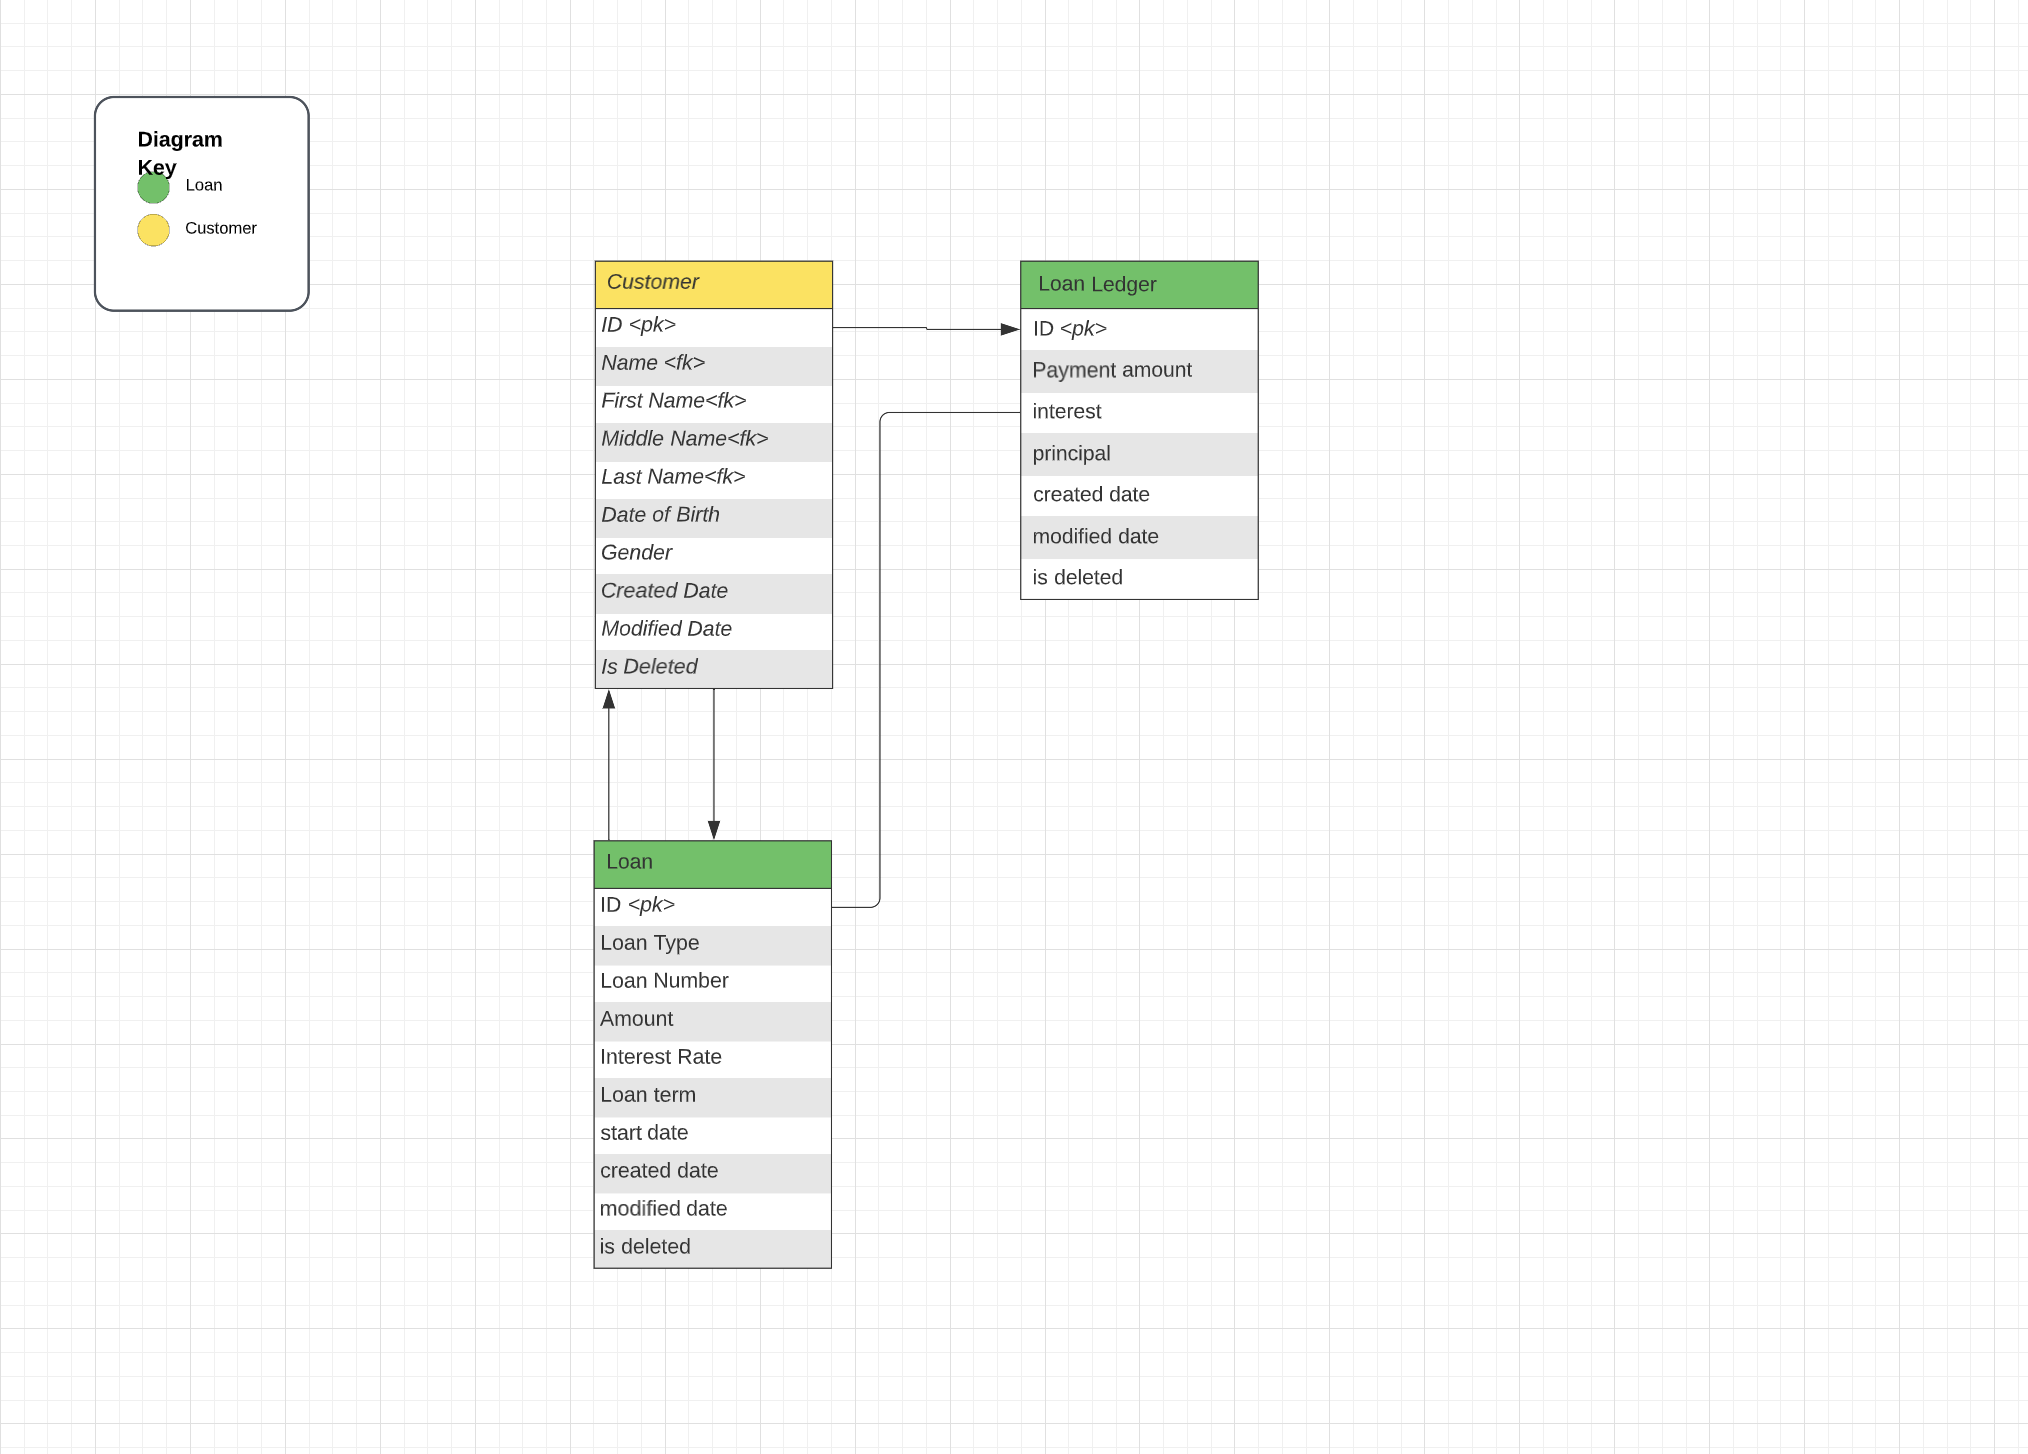 Diagram
Key
Loan
Customer
Customer
ID <pk>
Name <fk>
First Name<fk>
Middle Name<fk>
Last Name<fk>
Date of Birth
Gender
Created Date
Modified Date
Is Deleted
Loan Ledger
ID <pk>
Payment amount
interest
principal
created date
modified date
is deleted
Loan
ID <pk>
Loan Type
Loan Number
Amount
Interest Rate
Loan term
start date
created date
modified date
is deleted